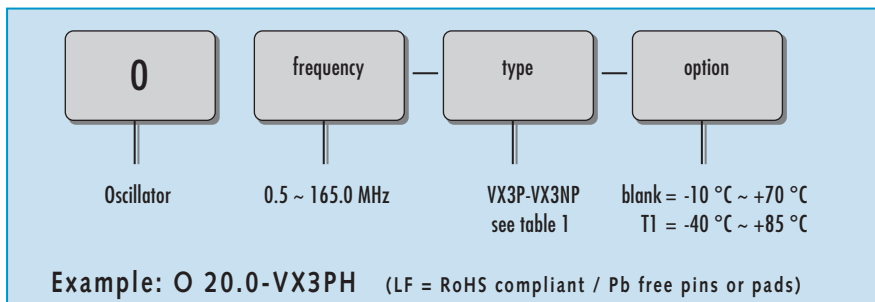 O
frequency
type
option
Oscillator
0.5 ~ 165.0 MHz
VX3P-VX3NP
see table 1
blank = -10 °C ~ +70 °C
T1 = -40 °C ~ +85 °C
Example: O 20.0-VX3PH (LF = RoHS compliant / Pb free pins or pads)